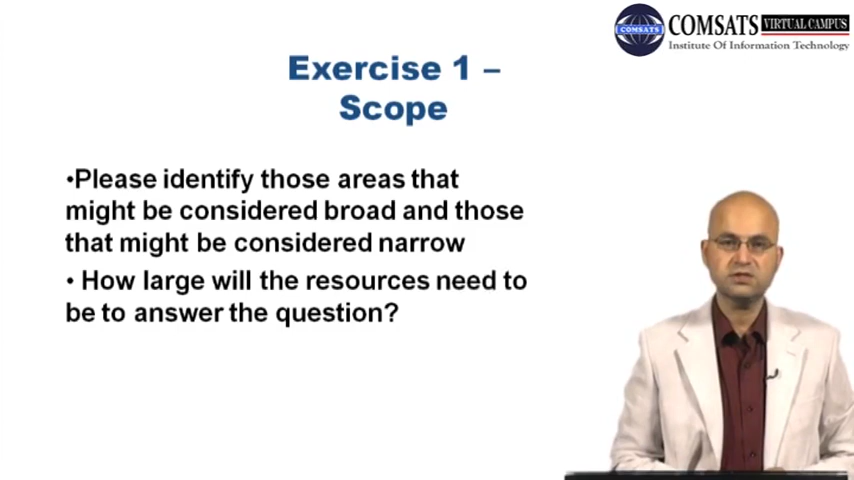 COMSATS VIRTUAL CAMPUS
Institute Of Information Technology
COMSATS
Exercise 1 –
Scope
•Please identify those areas that
might be considered broad and those
that might be considered narrow
• How large will the resources need to
be to answer the question?